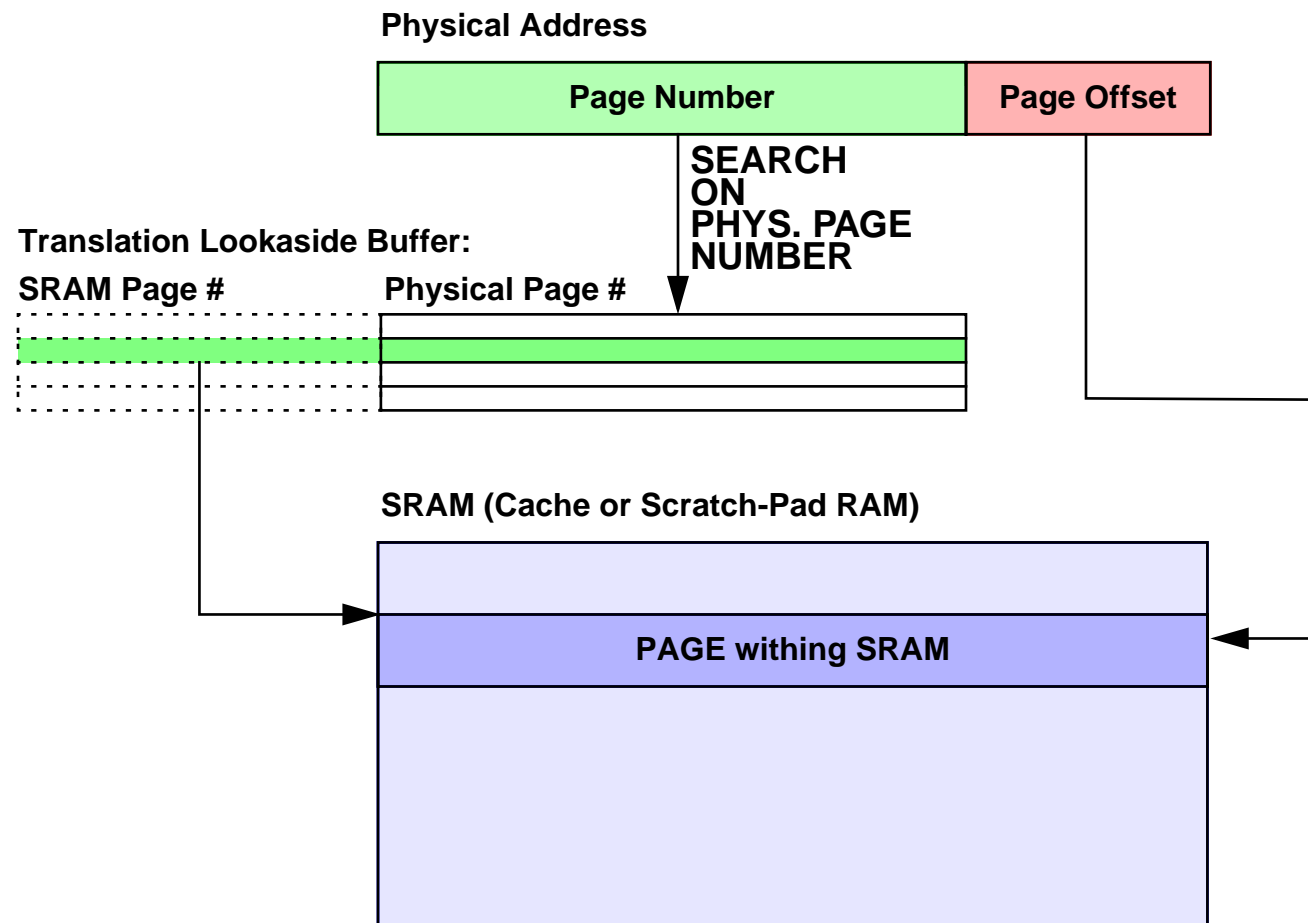 Physical Address
Page Number
Page Offset
SEARCH
ON
PHYS. PAGE
NUMBER
Translation Lookaside Buffer:
SRAM Page #
Physical Page #
SRAM (Cache or Scratch-Pad RAM)
PAGE withing SRAM